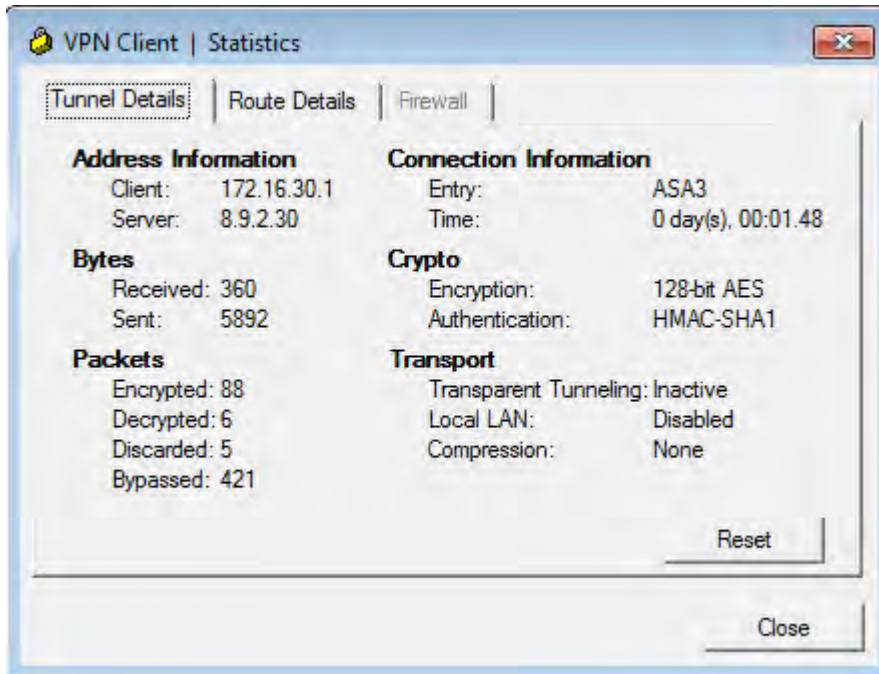 VPN Client | Statistics
Tunnel Details
Route Details
Firewall
Address Information
Client: 172.16.30.1
Server: 8.9.2.30
Connection Information
Entry: ASA3
Time: 0 day(s), 00:01.48
Bytes
Received: 360
Sent: 5892
Crypto
Encryption: 128-bit AES
Authentication: HMAC-SHA1
Packets
Encrypted: 88
Decrypted: 6
Discarded: 5
Bypassed: 421
Transport
Transparent Tunneling: Inactive
Local LAN: Disabled
Compression: None
Reset
Close